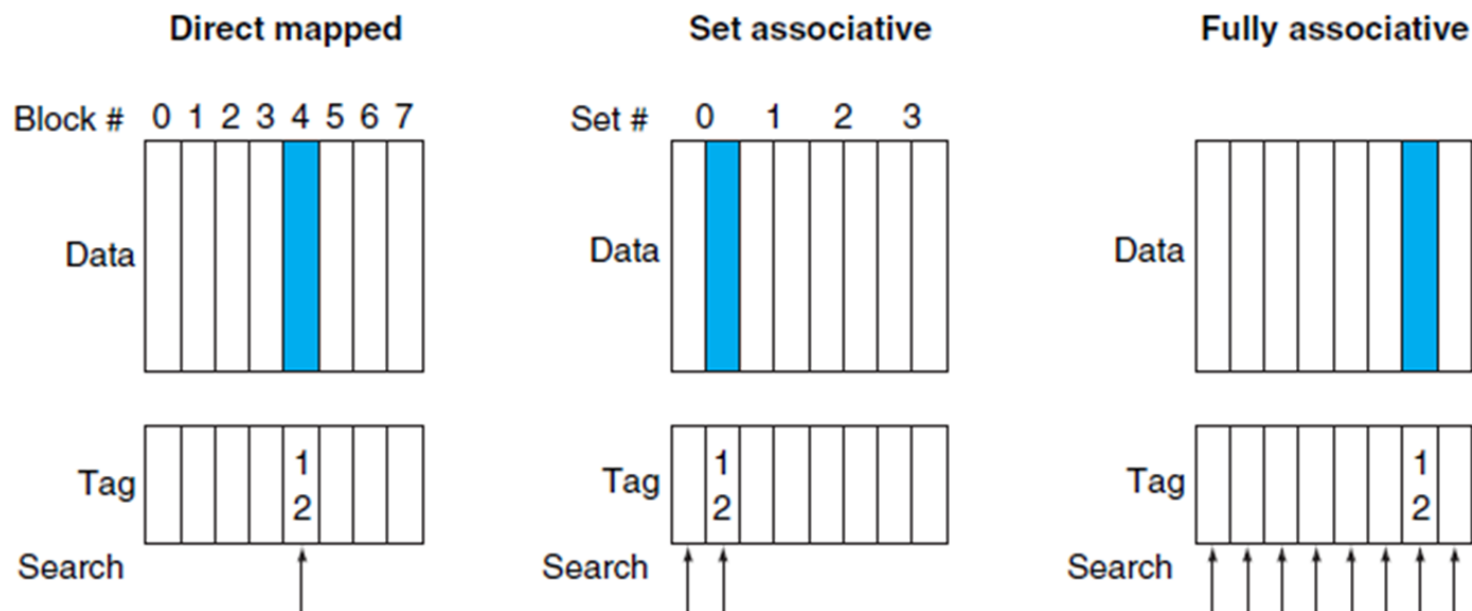 Direct mapped
Block # 0 1 2 3 4 5 6 7
Data
Tag
1
2
Search
Set associative
Set # 0 1 2 3
Data
Tag
1
2
Search
Fully associative
Data
Tag
1
2
Search